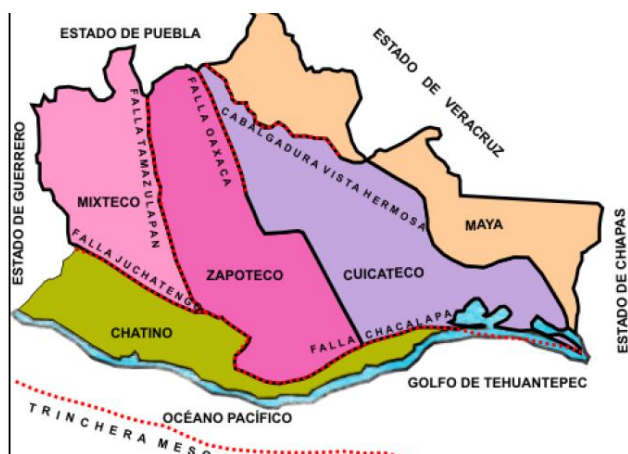 ESTADO DE PUEBLA
ESTADO DE VERACRUZ
ESTADO DE GUERRERO
FALLA TAMAZULAPAN
FALLA OAXACA
CABALGADURA VISTA HERMOSA
MIXTECO
MAYA
ESTADO DE CHIAPAS
FALLA JUCHATENGO
ZAPOTECO
CUICATECO
CHATINO
FALLA CHACALAPA
GOLFO DE TEHUANTEPEC
OCÉANO PACÍFICO
TRINCHERA